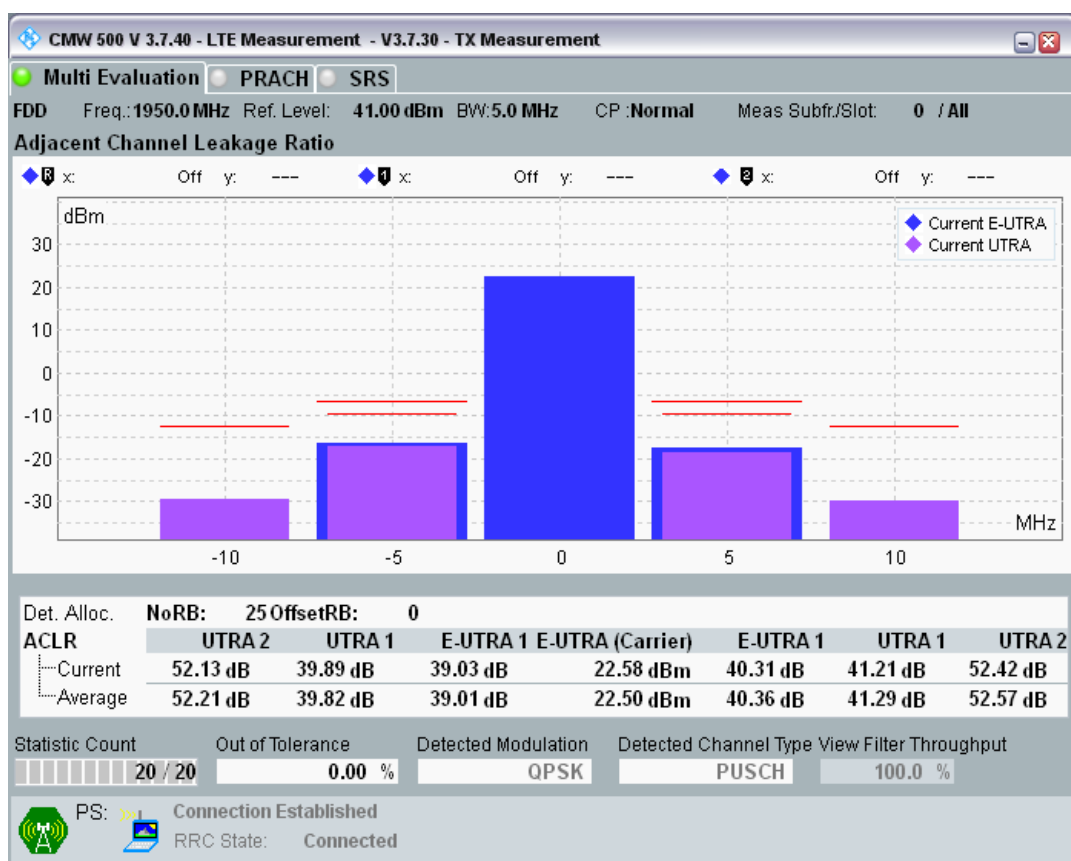 CMW 500 V 3.7.40 - LTE Measurement - V3.7.30 - TX Measurement
Multi Evaluation PRACH SRS
FDD Freq.: 1950.0 MHz Ref. Level: 41.00 dBm BW: 5.0 MHz CP : Normal Meas Subfr./Slot: 0 / All
Adjacent Channel Leakage Ratio
R x: Off y: --- 1 x: Off y: --- 2 x: Off y: ---
dBm
Current E-UTRA
Current UTRA
30
20
10
0
-10
-20
-30
MHz
-10 -5 0 5 10
Det. Alloc. NoRB: 25 OffsetRB: 0
ACLR UTRA 2 UTRA 1 E-UTRA 1 E-UTRA (Carrier) E-UTRA 1 UTRA 1 UTRA 2
Current 52.13 dB 39.89 dB 39.03 dB 22.58 dBm 40.31 dB 41.21 dB 52.42 dB
Average 52.21 dB 39.82 dB 39.01 dB 22.50 dBm 40.36 dB 41.29 dB 52.57 dB
Statistic Count Out of Tolerance Detected Modulation Detected Channel Type View Filter Throughput
20 / 20 0.00 % QPSK PUSCH 100.0 %
PS: Connection Established
RRC State: Connected